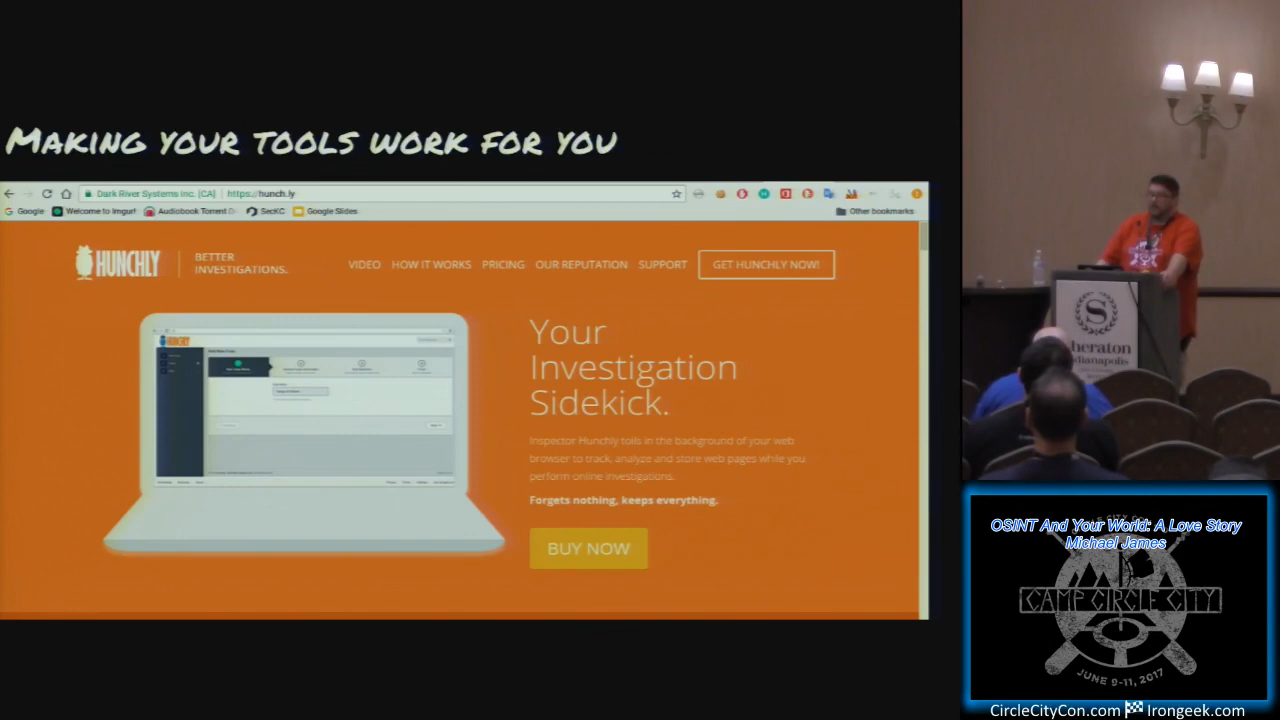 MAKING YOUR TOOLS WORK FOR YOU
Dark River Systems Inc. [CA] https://hunch.ly
Google Welcome to Imgur! Audiobook Torrent D SecKC Google Slides Other bookmarks
HUNCHLY
BETTER
INVESTIGATIONS.
VIDEO HOW IT WORKS PRICING OUR REPUTATION SUPPORT GET HUNCHLY NOW!
HUNCHLY
Your
Investigation
Sidekick.
Inspector Hunchly toils in the background of your web
browser to track, analyze and store web pages while you
perform online investigations.
Forgets nothing, keeps everything.
BUY NOW
S
Sheraton
Indianapolis
OSINT And Your World: A Love Story
Michael James
CAMP CIRCLE CITY
JUNE 9-11, 2017
CircleCityCon.com Irongeek.com